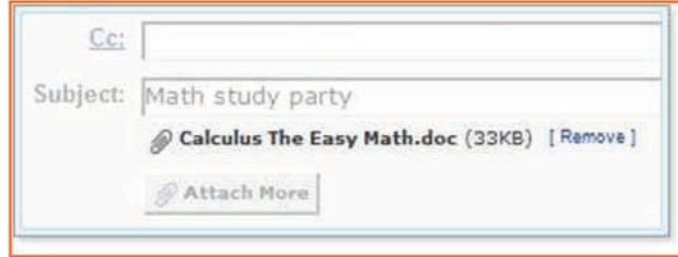 Cc:
Subject: Math study party
Calculus The Easy Math.doc (33KB) [ Remove ]
Attach More